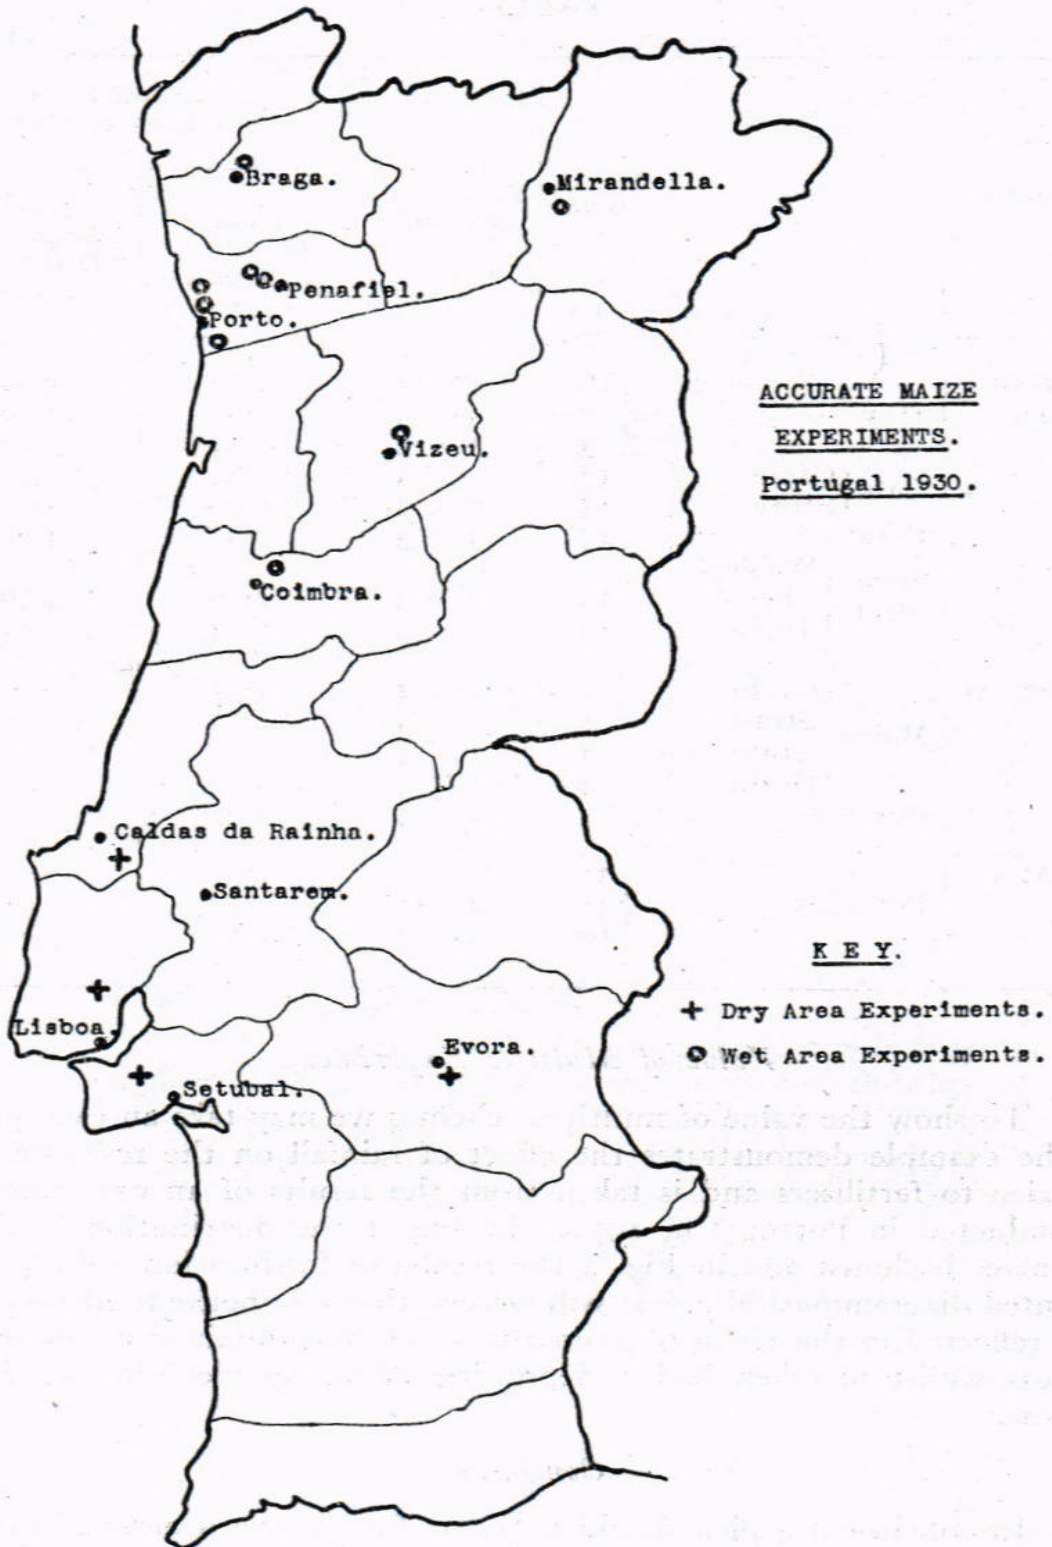 Braga.
Mirandella.
Penafiel.
Porto.
ACCURATE MAIZE
EXPERIMENTS.
Portugal 1930.
Vizeu.
Coimbra.
Caldas da Rainha.
Santarem.
K E Y.
Dry Area Experiments.
Lisboa.
Evora.
Wet Area Experiments.
Setubal.